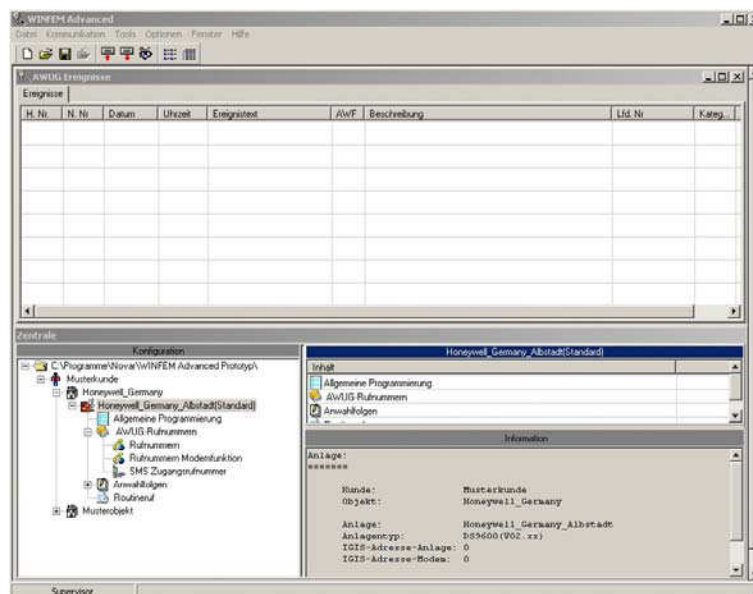 WINFEM Advanced
Datei Kommunikation Tools Optionen Fenster Hilfe
AWUG Ereignisse
Ereignisse
H. Nr. N. Nr Datum Uhrzeit Ereignistext AWF Beschreibung Lfd. Nr Kateg...
Zentrale
Konfiguration
C:\Programme\Novar\WINFEM Advanced Prototyp\
Musterkunde
Honeywell_Germany
Honeywell_Germany_Albstadt(Standard)
Allgemeine Programmierung
AWUG-Rufnummern
Rufnummern
Rufnummern Modemfunktion
SMS Zugangsrufnummer
Anwahlfolgen
Routineruf
Musterobjekt
Honeywell_Germany_Albstadt(Standard)
Inhalt
Allgemeine Programmierung
AWUG-Rufnummern
Anwahlfolgen
Information
Anlage:
*******
Kunde: Musterkunde
Objekt: Honeywell_Germany
Anlage: Honeywell_Germany_Albstadt
Anlagentyp: DS9600(V02.xx)
IGIS-Adresse-Anlage: 0
IGIS-Adresse-Modem: 0
Supervisor